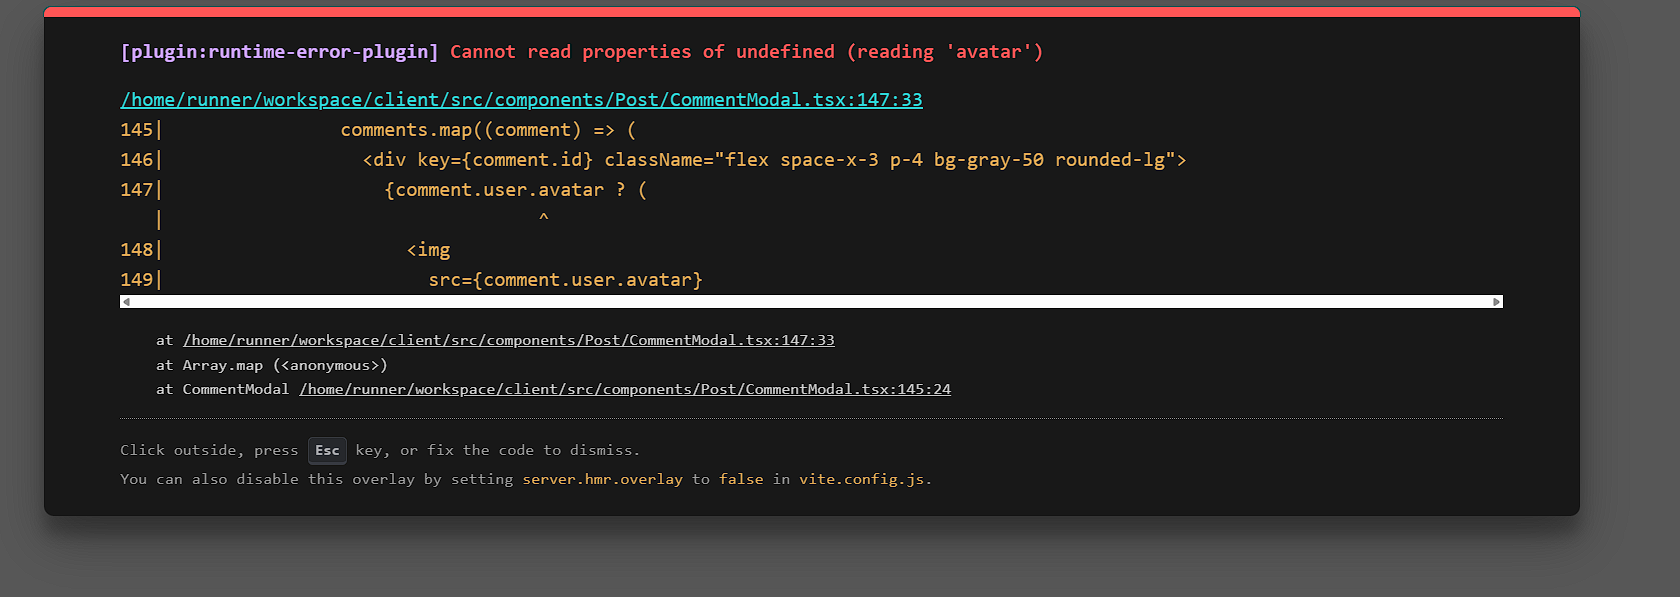 [plugin:runtime-error-plugin] Cannot read properties of undefined (reading 'avatar')
/home/runner/workspace/client/src/components/Post/CommentModal.tsx:147:33
145|                comments.map((comment) => (
146|                  <div key={comment.id} className="flex space-x-3 p-4 bg-gray-50 rounded-lg">
147|                    {comment.user.avatar ? (
   |                                  ^
148|                      <img
149|                        src={comment.user.avatar}
at /home/runner/workspace/client/src/components/Post/CommentModal.tsx:147:33
at Array.map (<anonymous>)
at CommentModal /home/runner/workspace/client/src/components/Post/CommentModal.tsx:145:24
Click outside, press Esc key, or fix the code to dismiss.
You can also disable this overlay by setting server.hmr.overlay to false in vite.config.js.